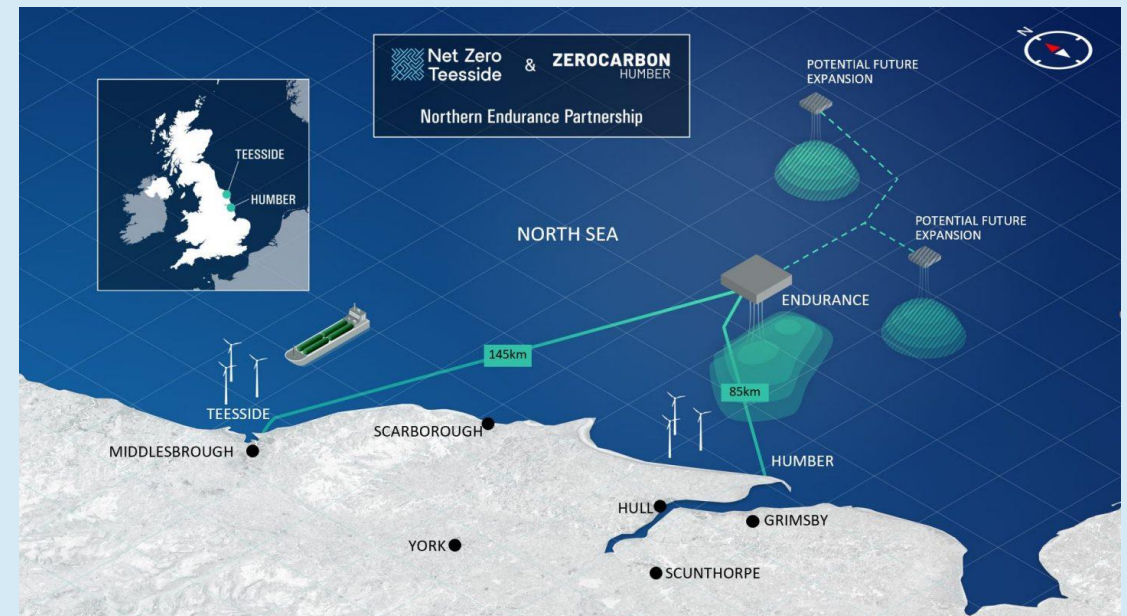 Net Zero
Teesside
&
ZEROCARBON
HUMBER
Northern Endurance Partnership
N
POTENTIAL FUTURE
EXPANSION
TEESSIDE
HUMBER
NORTH SEA
POTENTIAL FUTURE
EXPANSION
ENDURANCE
145km
85km
TEESSIDE
SCARBOROUGH
MIDDLESBROUGH
HUMBER
HULL
GRIMSBY
YORK
SCUNTHORPE